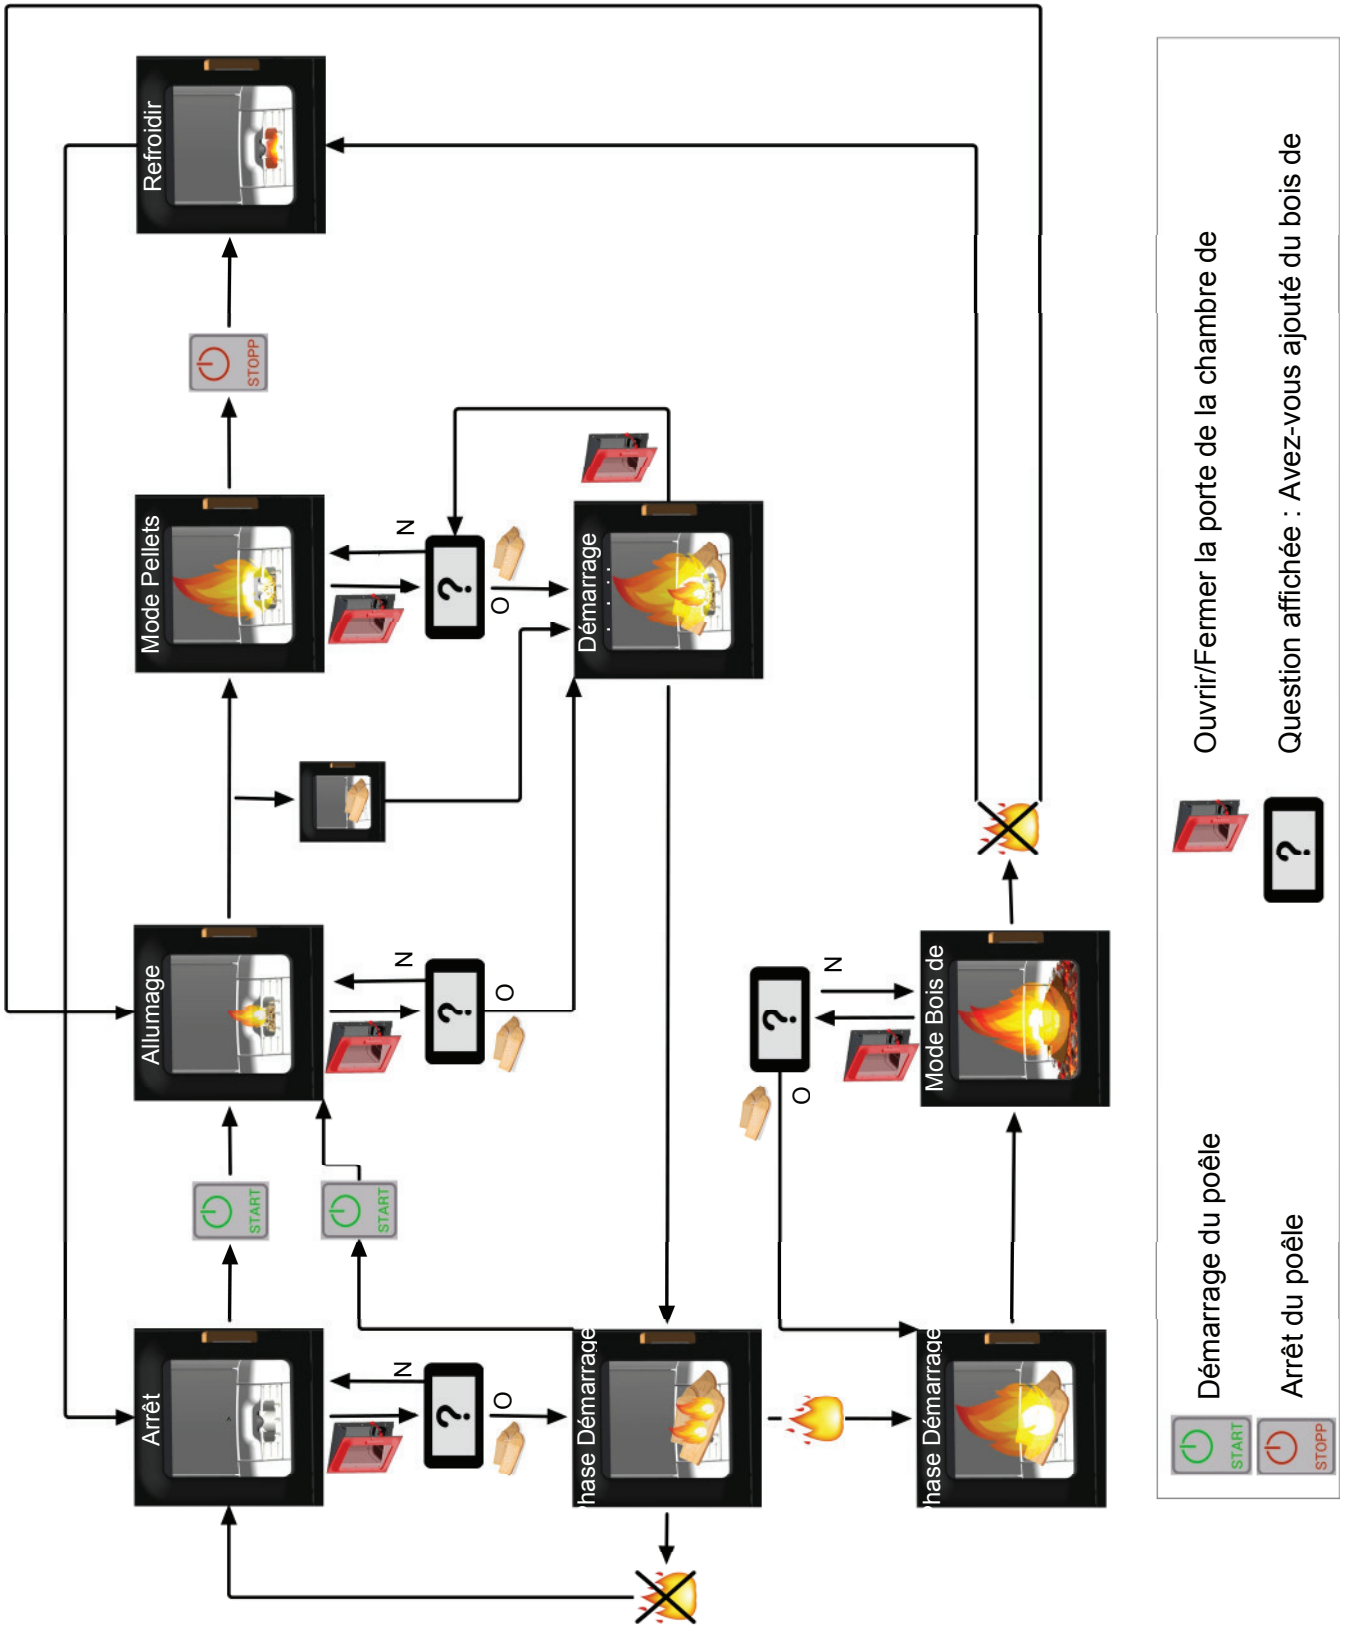 Arrêt
START
Allumage
Mode Pellets
STOPP
Refroidir
?
N
O
?
N
O
?
N
O
START
Phase Démarrage
Démarrage
Phase Démarrage
Mode Bois de
?
N
O
START
Démarrage du poêle
STOPP
Arrêt du poêle
Ouvrir/Fermer la porte de la chambre de
?
Question affichée : Avez-vous ajouté du bois de